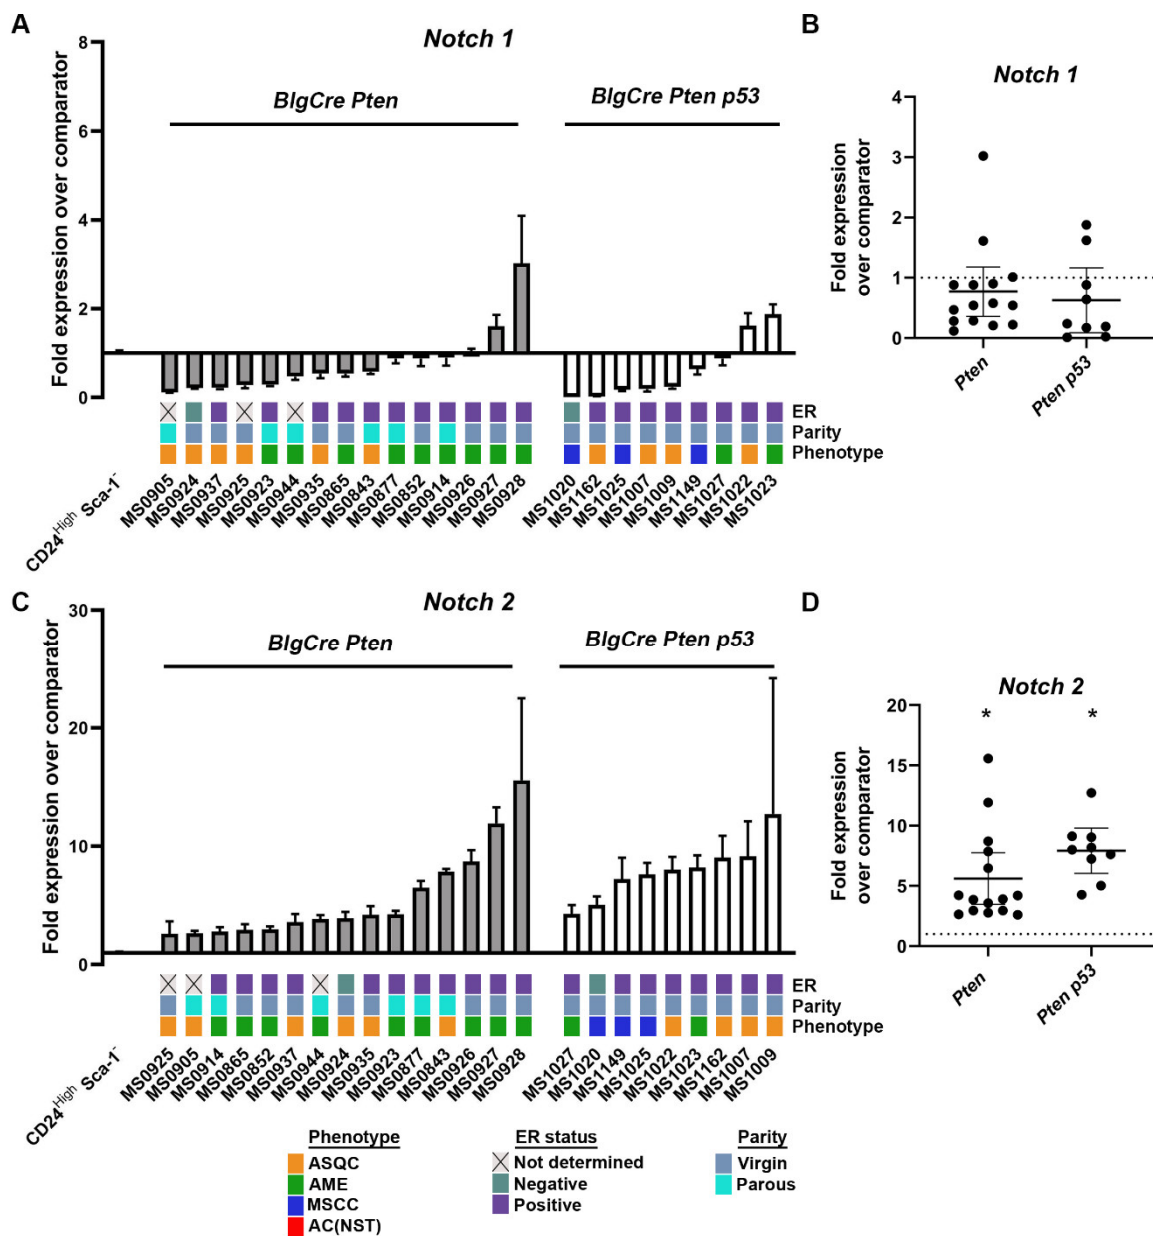 A
Notch 1
BlgCre Pten
BlgCre Pten p53
Fold expression over comparator
8
6
4
2
0
ER
Parity
Phenotype
CD24High Sca-1-
MS0905
MS0924
MS0937
MS0925
MS0923
MS0944
MS0935
MS0865
MS0843
MS0877
MS0852
MS0914
MS0926
MS0927
MS0928
MS1020
MS1162
MS1025
MS1007
MS1009
MS1149
MS1027
MS1022
MS1023
B
Notch 1
Fold expression
over comparator
4
3
2
1
0
Pten
Pten p53
C
Notch 2
BlgCre Pten
BlgCre Pten p53
Fold expression over comparator
30
20
10
0
ER
Parity
Phenotype
CD24High Sca-1-
MS0925
MS0905
MS0914
MS0865
MS0852
MS0937
MS0944
MS0924
MS0935
MS0923
MS0877
MS0843
MS0926
MS0927
MS0928
MS1027
MS1020
MS1149
MS1025
MS1022
MS1023
MS1162
MS1007
MS1009
D
Notch 2
* *
Fold expression
over comparator
20
15
10
5
0
Pten
Pten p53
Phenotype
ASQC
AME
MSCC
AC(NST)
ER status
Not determined
Negative
Positive
Parity
Virgin
Parous